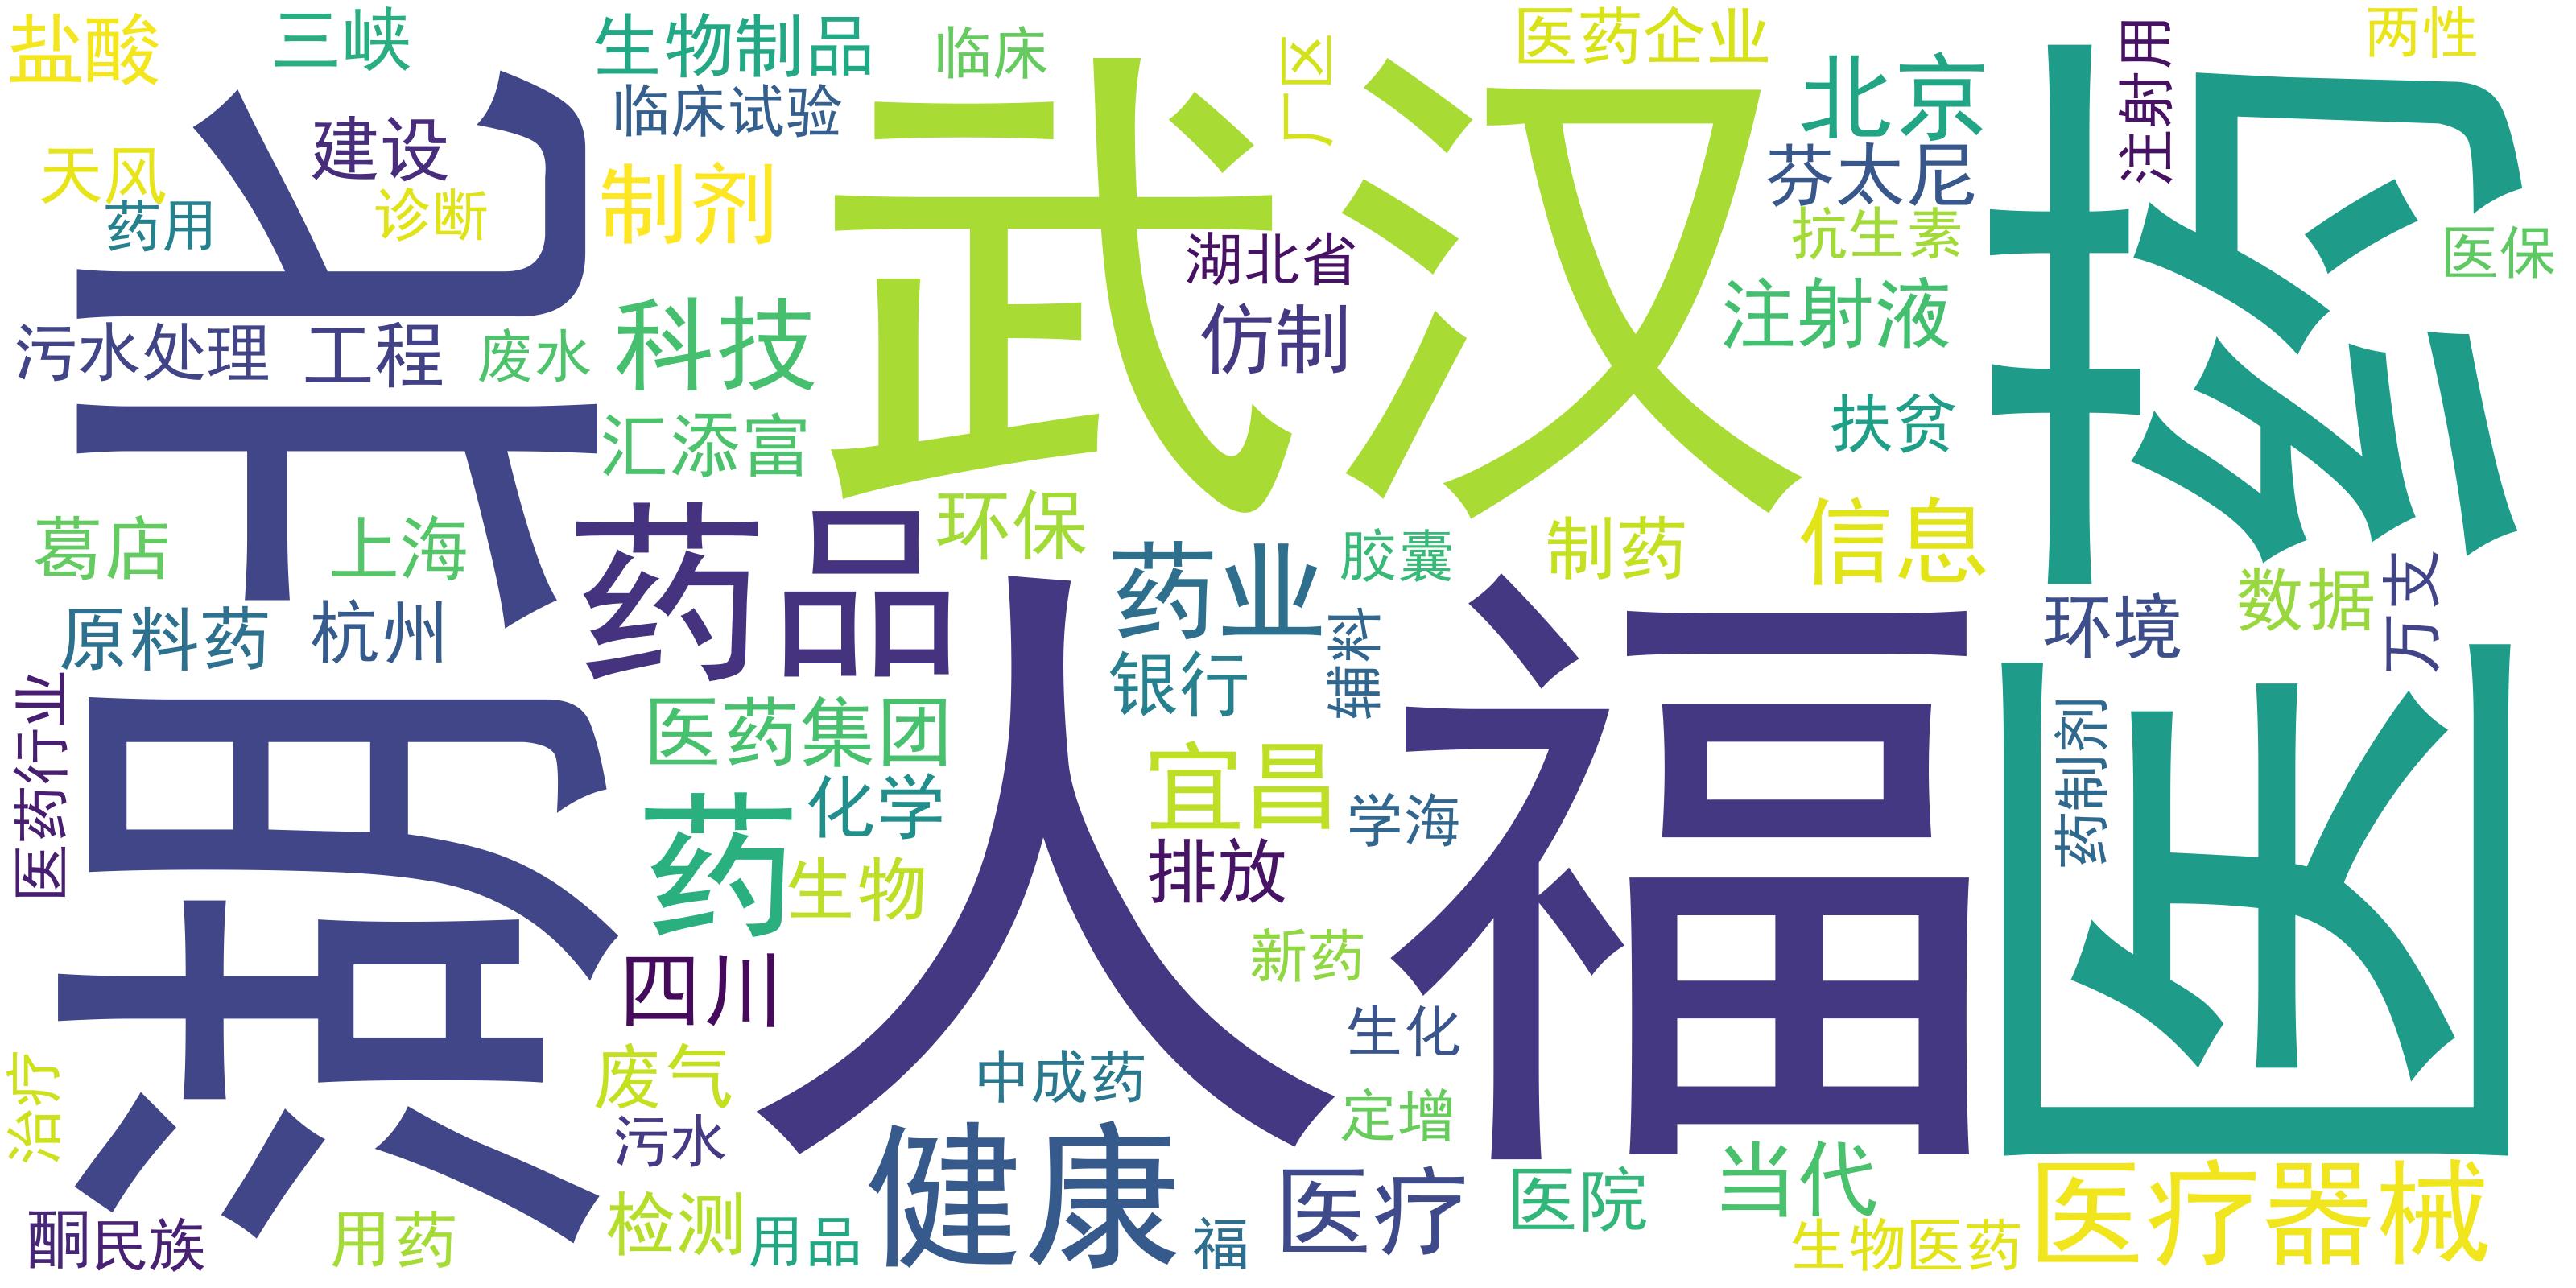 盐酸
三峡
生物制品
临床
厂区
医药企业
注射用
两性
北京
临床试验
建设
武汉
医药
湖北
天风
诊断
药用
制剂
芬太尼
抗生素
医保
湖北省
仿制
注射液
科技
污水处理
工程
废水
汇添富
扶贫
葛店
上海
药品
环保
药业
胶囊
制药
信息
数据
万支
环境
原料药
杭州
人福
银行
辅料
医药行业
医药集团
化学
宜昌
学海
药制剂
药
生物
排放
四川
新药
生化
废气
中成药
定增
治疗
污水
健康
医疗
医院
当代
医疗器械
酮
民族
用药
检测
用品
福
生物医药